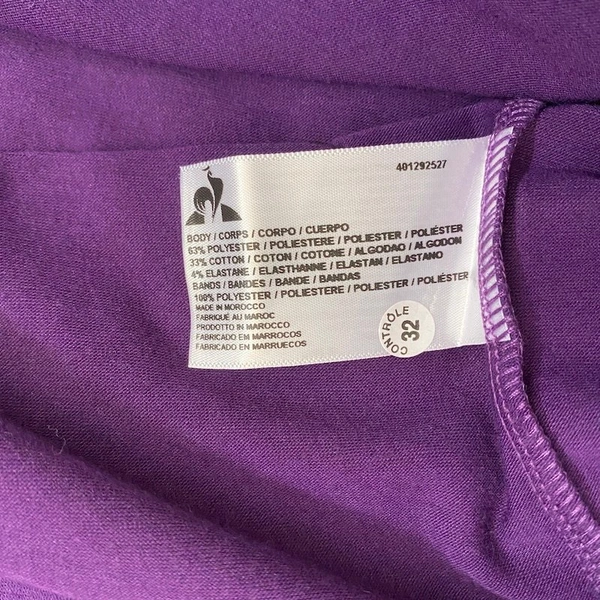 401292527
BODY / CORPS / CORPO / CUERPO
63% POLYESTER / POLIESTERE / POLIESTER / POLIÉSTER
33% COTTON / COTON / COTONE / ALGODAO / ALGODON
4% ELASTANE / ELASTHANNE / ELASTAN / ELASTANO
BANDS / BANDES / BANDE / BANDAS
100% POLYESTER / POLIESTERE / POLIESTER / POLIÉSTER
MADE IN MOROCCO
FABRIQUÉ AU MAROC
PRODOTTO IN MAROCCO
FABRICADO EM MARROCOS
FABRICADO EN MARRUECOS
CONTRÔLE
32